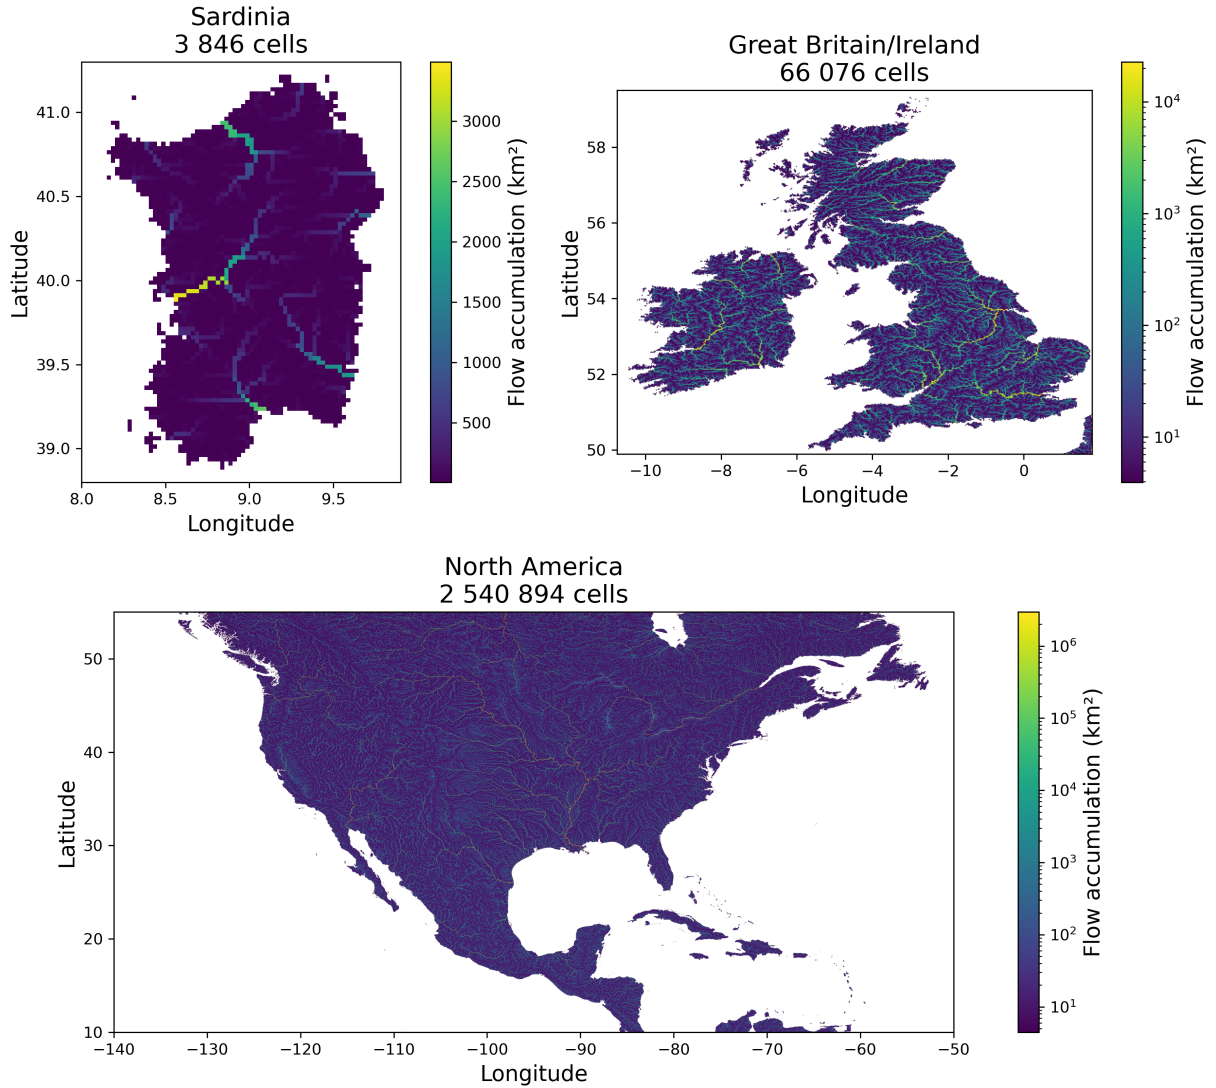 Sardinia
3 846 cells
41.0
40.5
40.0
39.5
39.0
Latitude
8.0 8.5 9.0 9.5
Longitude
3000
2500
2000
1500
1000
500
Flow accumulation (km²)
Great Britain/Ireland
66 076 cells
58
56
54
52
50
Latitude
−10 −8 −6 −4 −2 0
Longitude
10⁴
10³
10²
10¹
Flow accumulation (km²)
North America
2 540 894 cells
50
40
30
20
10
Latitude
−140 −130 −120 −110 −100 −90 −80 −70 −60 −50
Longitude
10⁶
10⁵
10⁴
10³
10²
10¹
Flow accumulation (km²)